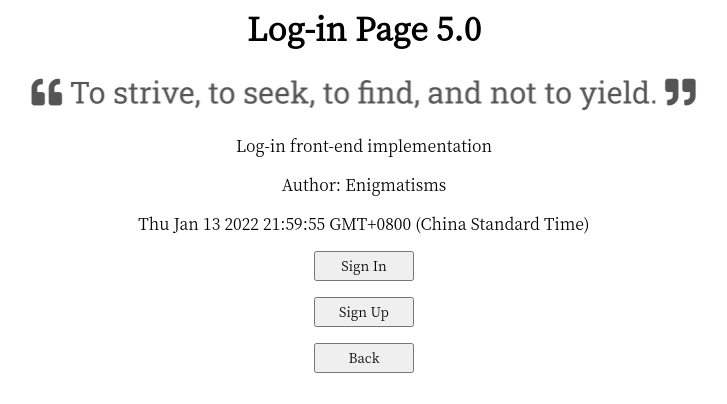 Log-in Page 5.0
“ To strive, to seek, to find, and not to yield. ”
Log-in front-end implementation
Author: Enigmatisms
Thu Jan 13 2022 21:59:55 GMT+0800 (China Standard Time)
Sign In
Sign Up
Back